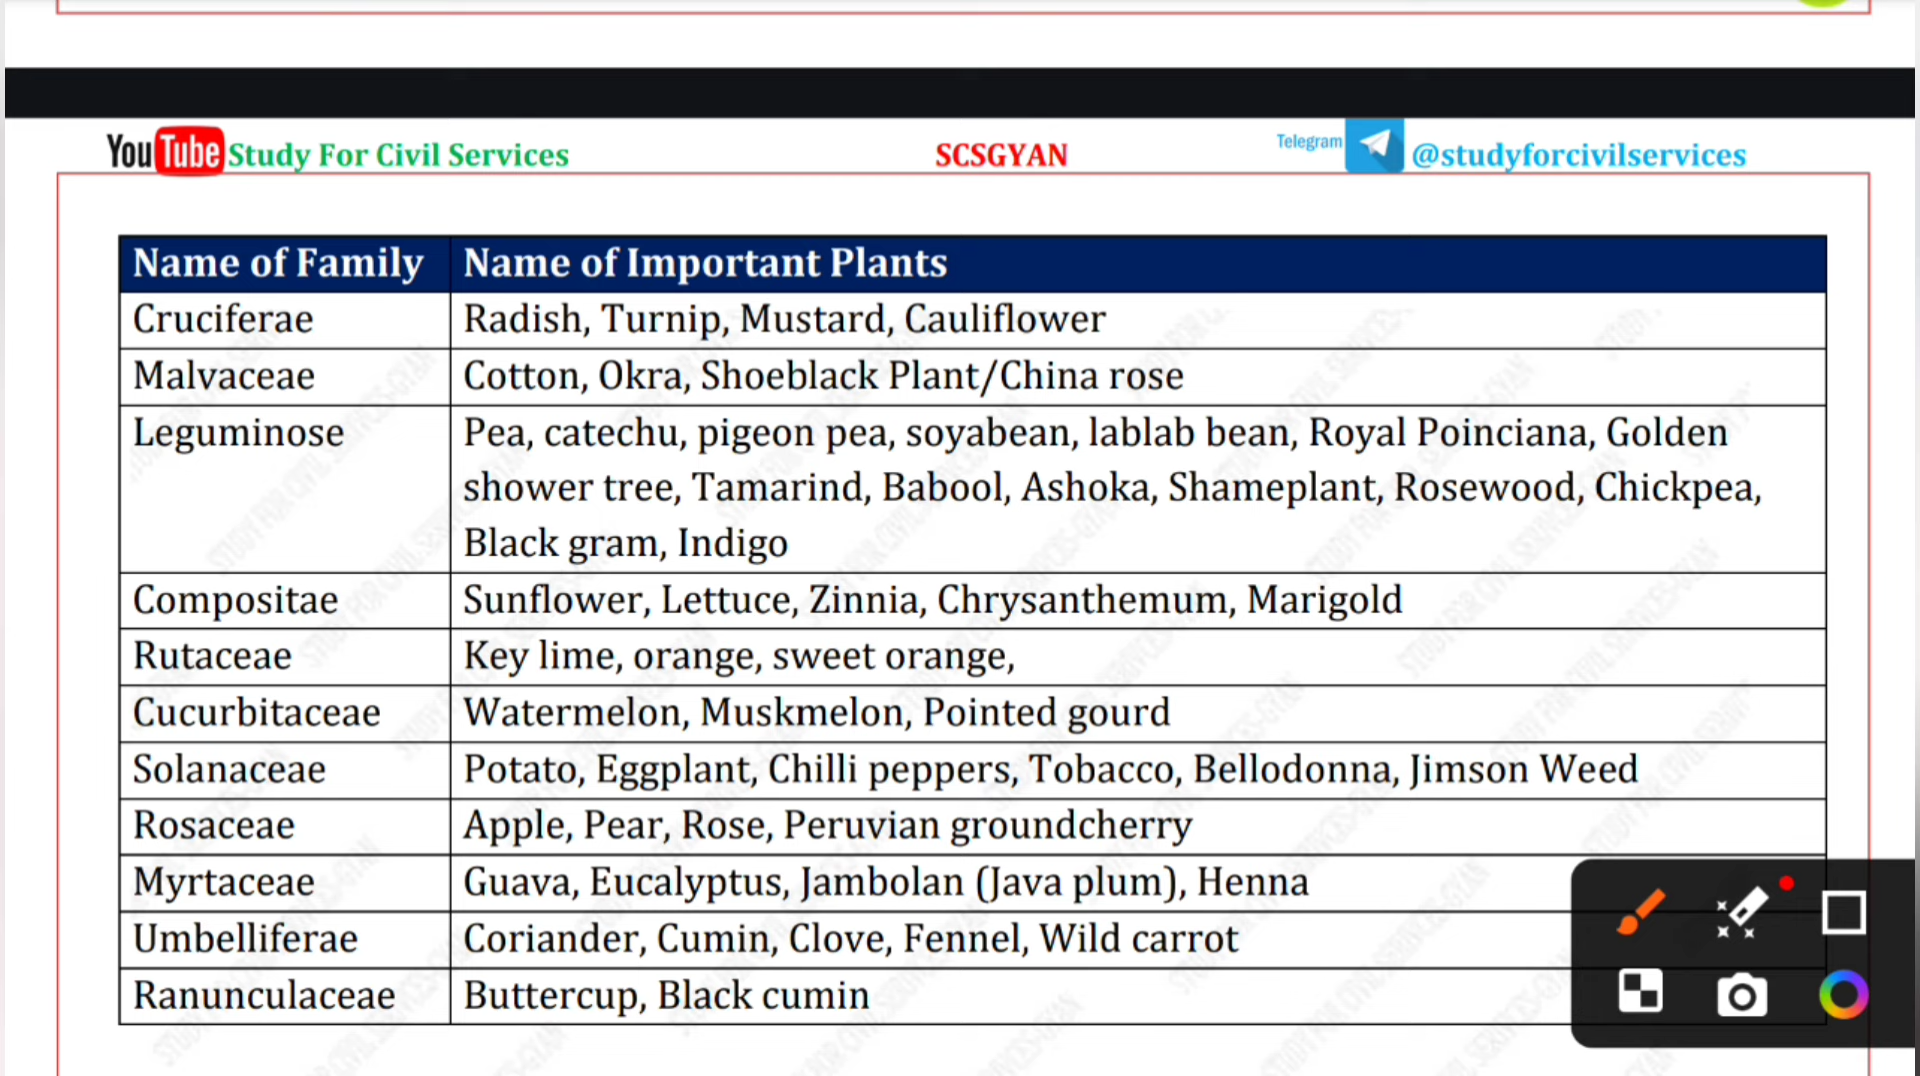 YouTube Study For Civil Services SCSGYAN Telegram @studyforcivilservices
Name of Family Name of Important Plants
Cruciferae Radish, Turnip, Mustard, Cauliflower
Malvaceae Cotton, Okra, Shoeblack Plant/China rose
Leguminose Pea, catechu, pigeon pea, soyabean, lablab bean, Royal Poinciana, Golden
shower tree, Tamarind, Babool, Ashoka, Shameplant, Rosewood, Chickpea,
Black gram, Indigo
Compositae Sunflower, Lettuce, Zinnia, Chrysanthemum, Marigold
Rutaceae Key lime, orange, sweet orange,
Cucurbitaceae Watermelon, Muskmelon, Pointed gourd
Solanaceae Potato, Eggplant, Chilli peppers, Tobacco, Bellodonna, Jimson Weed
Rosaceae Apple, Pear, Rose, Peruvian groundcherry
Myrtaceae Guava, Eucalyptus, Jambolan (Java plum), Henna
Umbelliferae Coriander, Cumin, Clove, Fennel, Wild carrot
Ranunculaceae Buttercup, Black cumin